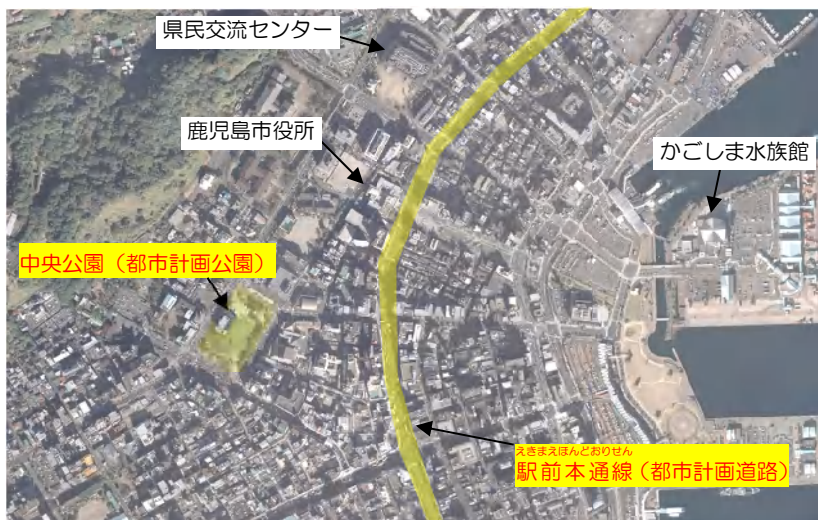 県民交流センター
鹿児島市役所
かごしま水族館
中央公園（都市計画公園）
えきまえほんどおりせん
駅前本通線（都市計画道路）